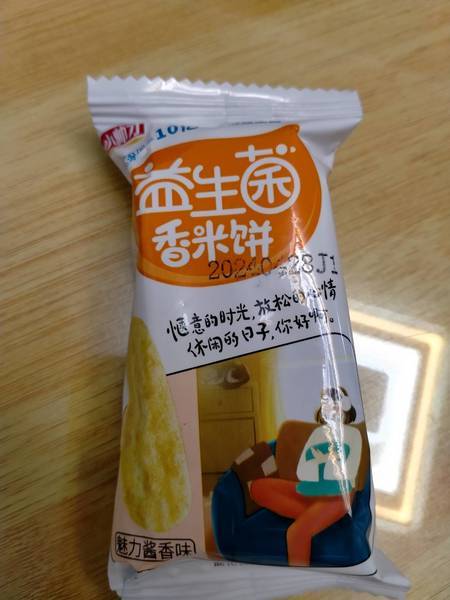 益生菌
香米饼
20240428J1
惬意的时光,放松的心情
休闲的日子,你好啊。
魅力酱香味